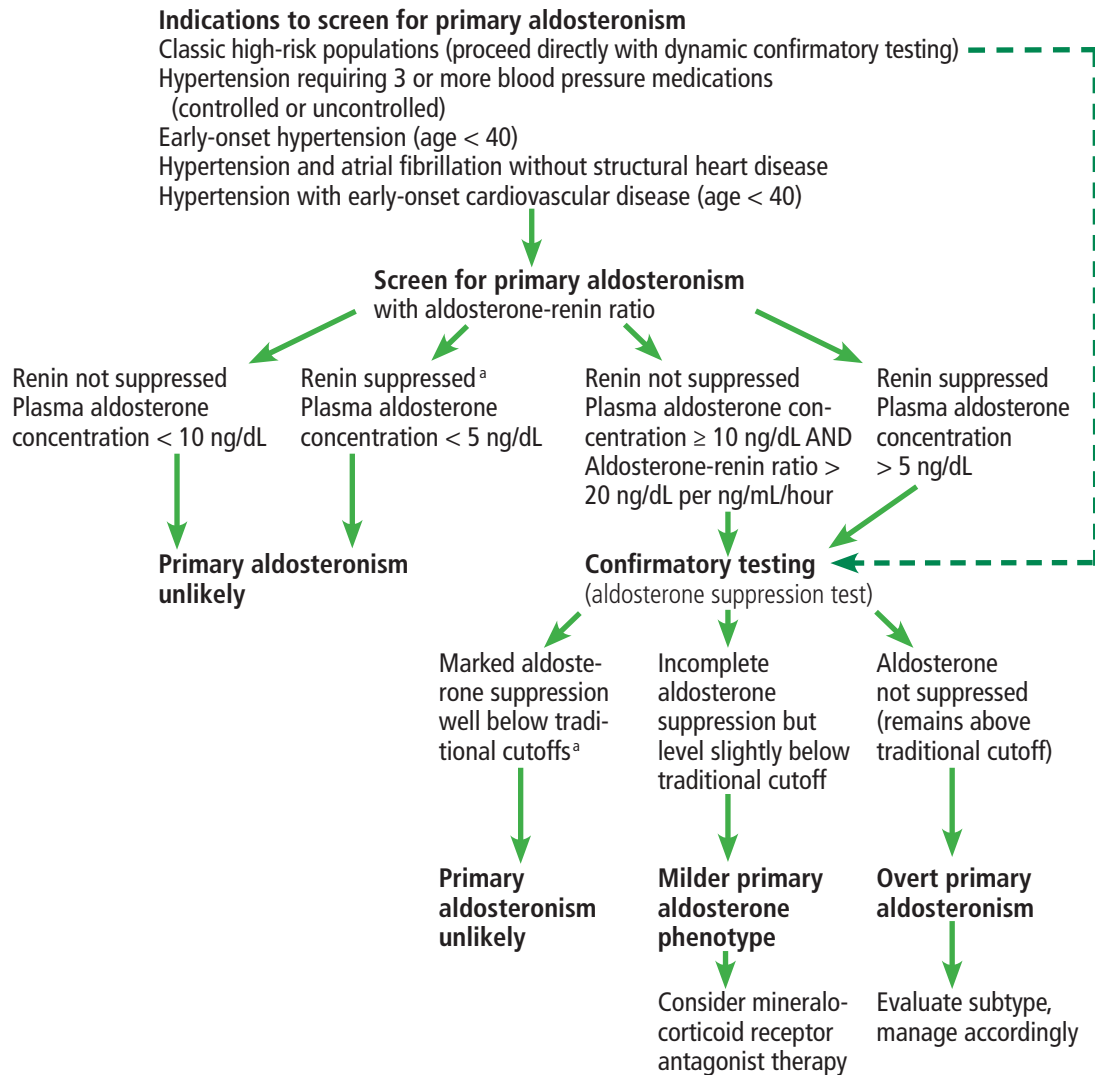 Indications to screen for primary aldosteronism
Classic high-risk populations (proceed directly with dynamic confirmatory testing)
Hypertension requiring 3 or more blood pressure medications
(controlled or uncontrolled)
Early-onset hypertension (age < 40)
Hypertension and atrial fibrillation without structural heart disease
Hypertension with early-onset cardiovascular disease (age < 40)
Screen for primary aldosteronism
with aldosterone-renin ratio
Renin not suppressed
Plasma aldosterone
concentration < 10 ng/dL
Renin suppressed a
Plasma aldosterone
concentration < 5 ng/dL
Renin not suppressed
Plasma aldosterone con-
centration ≥ 10 ng/dL AND
Aldosterone-renin ratio >
20 ng/dL per ng/mL/hour
Renin suppressed
Plasma aldosterone
concentration
> 5 ng/dL
Primary aldosteronism
unlikely
Confirmatory testing
(aldosterone suppression test)
Marked aldoste-
rone suppression
well below tradi-
tional cutoffs a
Incomplete
aldosterone
suppression but
level slightly below
traditional cutoff
Aldosterone
not suppressed
(remains above
traditional cutoff)
Primary
aldosteronism
unlikely
Milder primary
aldosterone
phenotype
Overt primary
aldosteronism
Consider mineralo-
corticoid receptor
antagonist therapy
Evaluate subtype,
manage accordingly